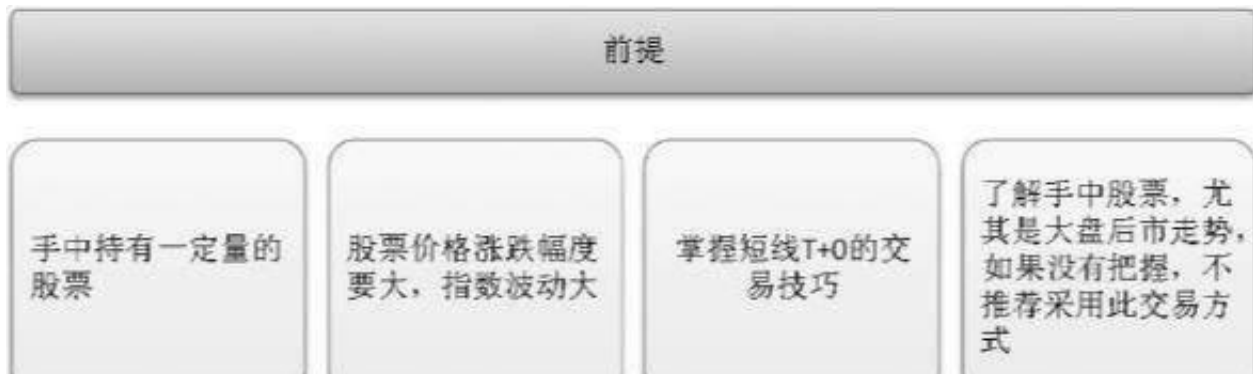 前提
手中持有一定量的
股票
股票价格涨跌幅度
要大，指数波动大
掌握短线T+0的交
易技巧
了解手中股票，尤
其是大盘后市走势，
如果没有把握，不
推荐采用此交易方
式